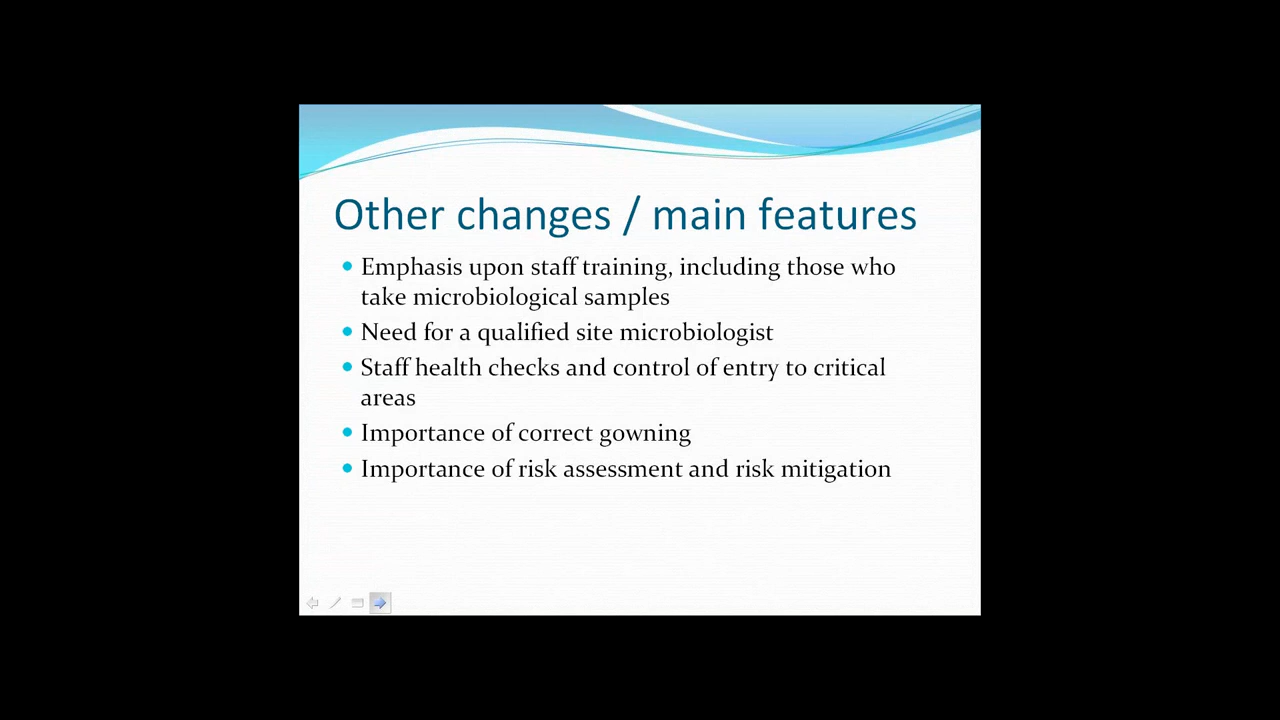 Other changes / main features
• Emphasis upon staff training, including those who
take microbiological samples
• Need for a qualified site microbiologist
• Staff health checks and control of entry to critical
areas
• Importance of correct gowning
• Importance of risk assessment and risk mitigation